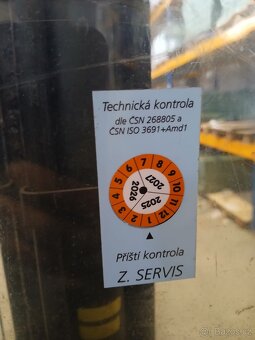 Technická kontrola
dle ČSN 268805 a
ČSN ISO 3691+Amd1
1 2 3 4 5 6 7 8 9 10 11 12
2025 2026 2027
Příští kontrola
Z. SERVIS